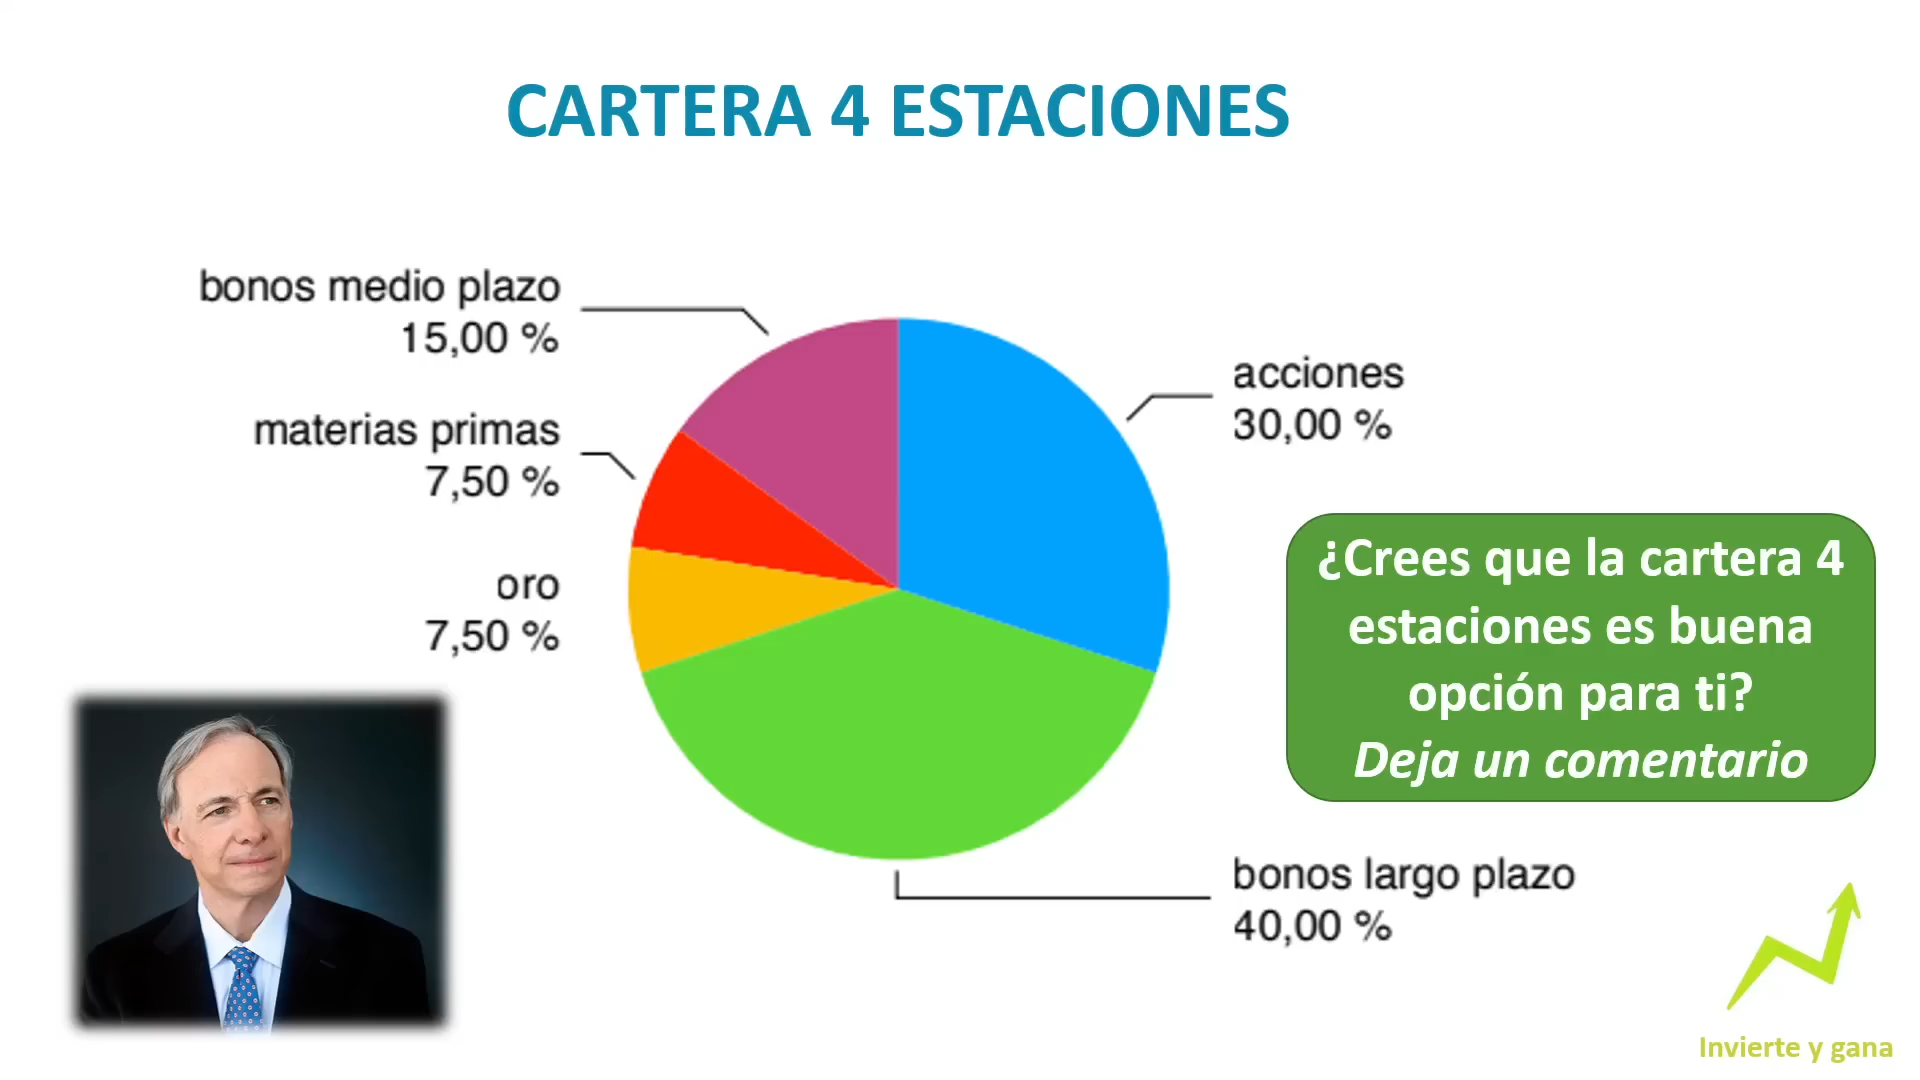 CARTERA 4 ESTACIONES
bonos medio plazo
15,00 %
materias primas
7,50 %
oro
7,50 %
acciones
30,00 %
¿Crees que la cartera 4
estaciones es buena
opción para ti?
Deja un comentario
bonos largo plazo
40,00 %
Invierte y gana